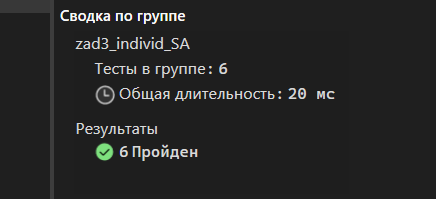 Сводка по группе
zad3_individ_SA
Тесты в группе: 6
Общая длительность: 20 мс
Результаты
6 Пройден